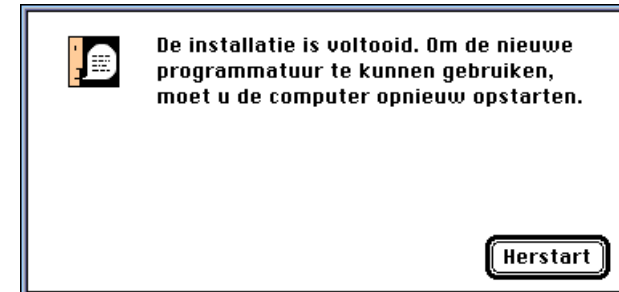 De installatie is voltooid. Om de nieuwe
programmatuur te kunnen gebruiken,
moet u de computer opnieuw opstarten.
Herstart